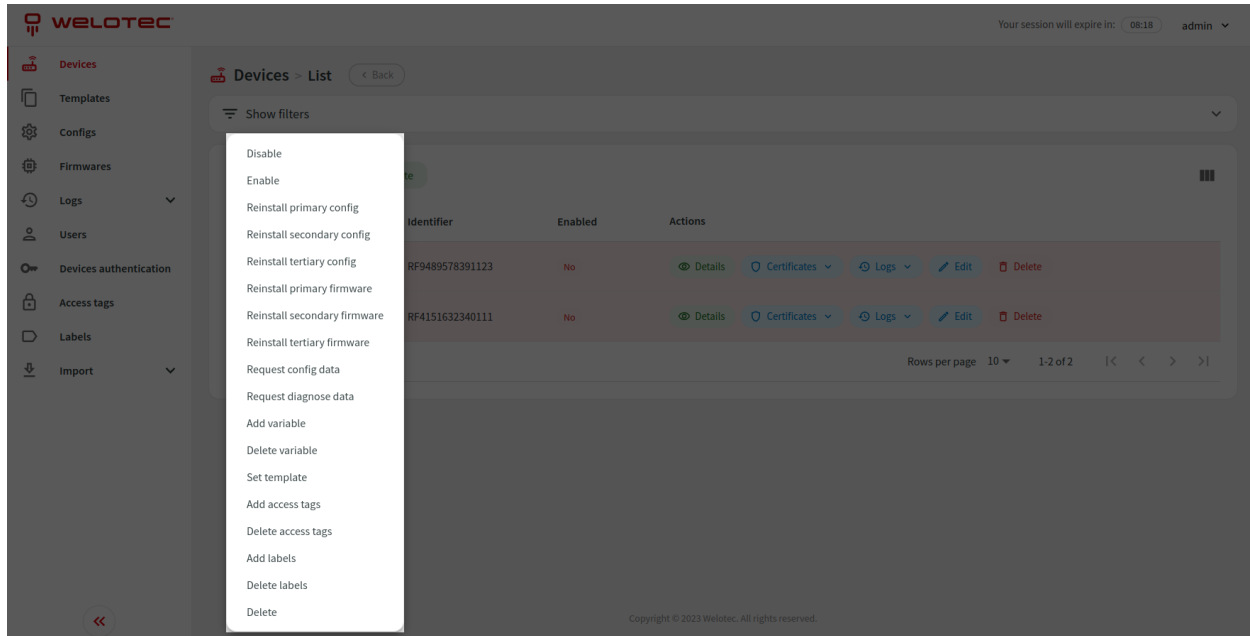 WELOTEC
Your session will expire in: 08:18 admin
Devices
Templates
Configs
Firmwares
Logs
Users
Devices authentication
Access tags
Labels
Import
Devices > List Back
Show filters
Disable
Enable
Reinstall primary config
Reinstall secondary config
Reinstall tertiary config
Reinstall primary firmware
Reinstall secondary firmware
Reinstall tertiary firmware
Request config data
Request diagnose data
Add variable
Delete variable
Set template
Add access tags
Delete access tags
Add labels
Delete labels
Delete
te
Identifier Enabled Actions
RF9489578391123 No Details Certificates Logs Edit Delete
RF4151632340111 No Details Certificates Logs Edit Delete
Rows per page 10 1-2 of 2
Copyright © 2023 Welotec. All rights reserved.